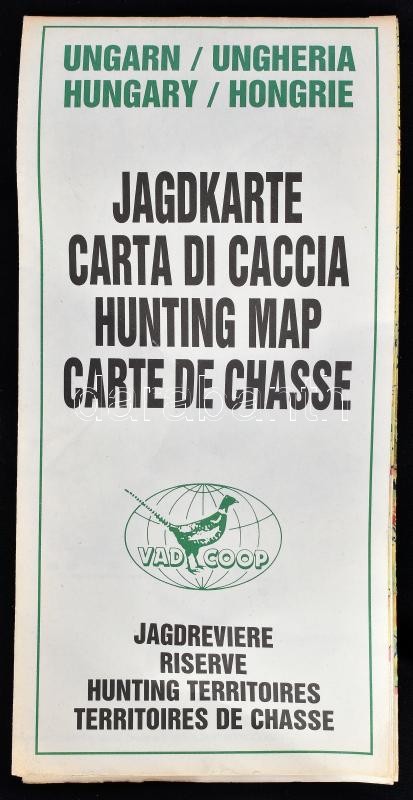 UNGARN / UNGHERIA
HUNGARY / HONGRIE
JAGDKARTE
CARTA DI CACCIA
HUNTING MAP
CARTE DE CHASSE
darabanth
VAD COOP
JAGDREVIERE
RISERVE
HUNTING TERRITOIRES
TERRITOIRES DE CHASSE